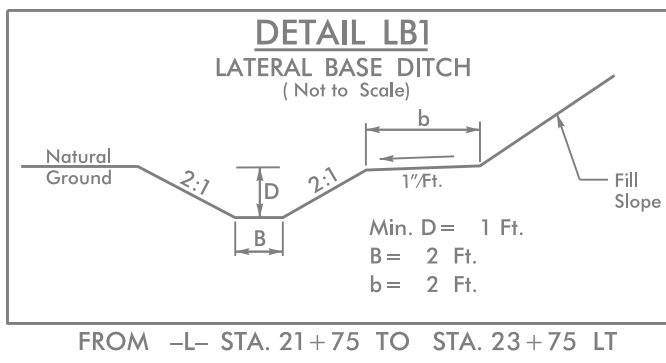 DETAIL LB1
LATERAL BASE DITCH
( Not to Scale)
b
Natural
Ground
2:1
D
2:1
1"/Ft.
Fill
Slope
B
Min. D = 1 Ft.
B = 2 Ft.
b = 2 Ft.
FROM -L- STA. 21+75 TO STA. 23+75 LT